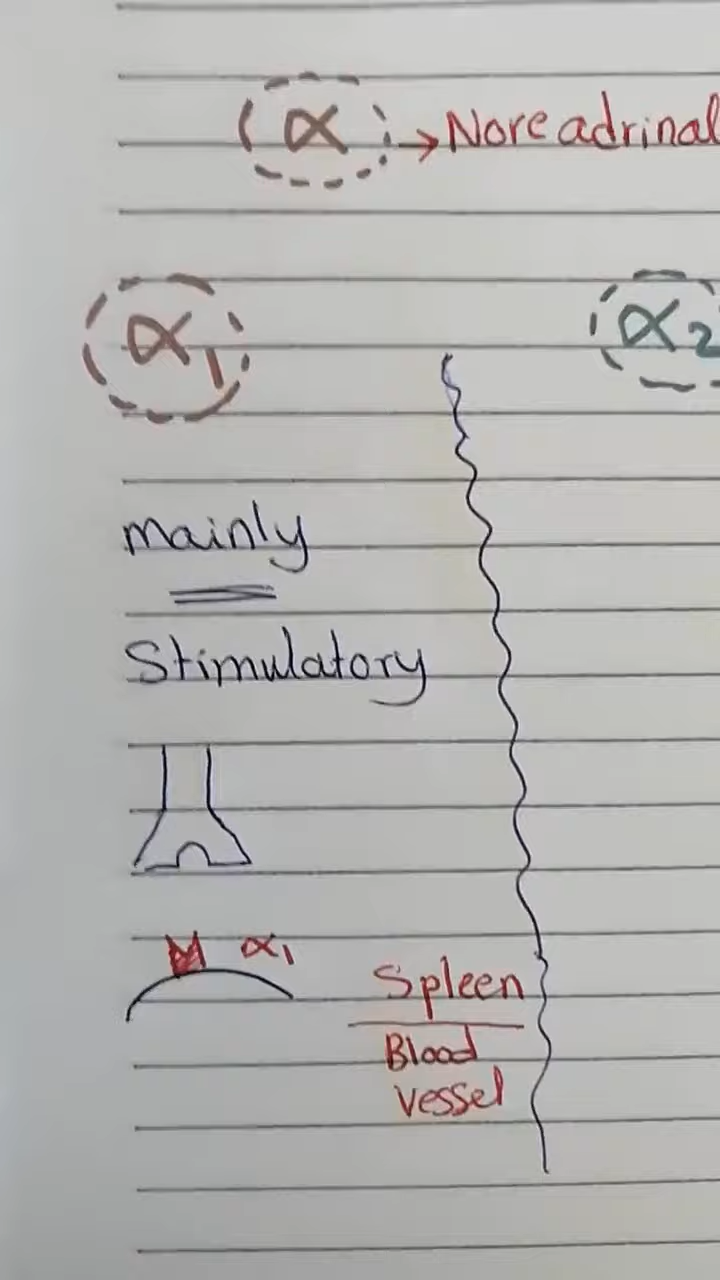 α → Noreadrinal
α1
α2
mainly
Stimulatory
α1
Spleen
Blood
vessel